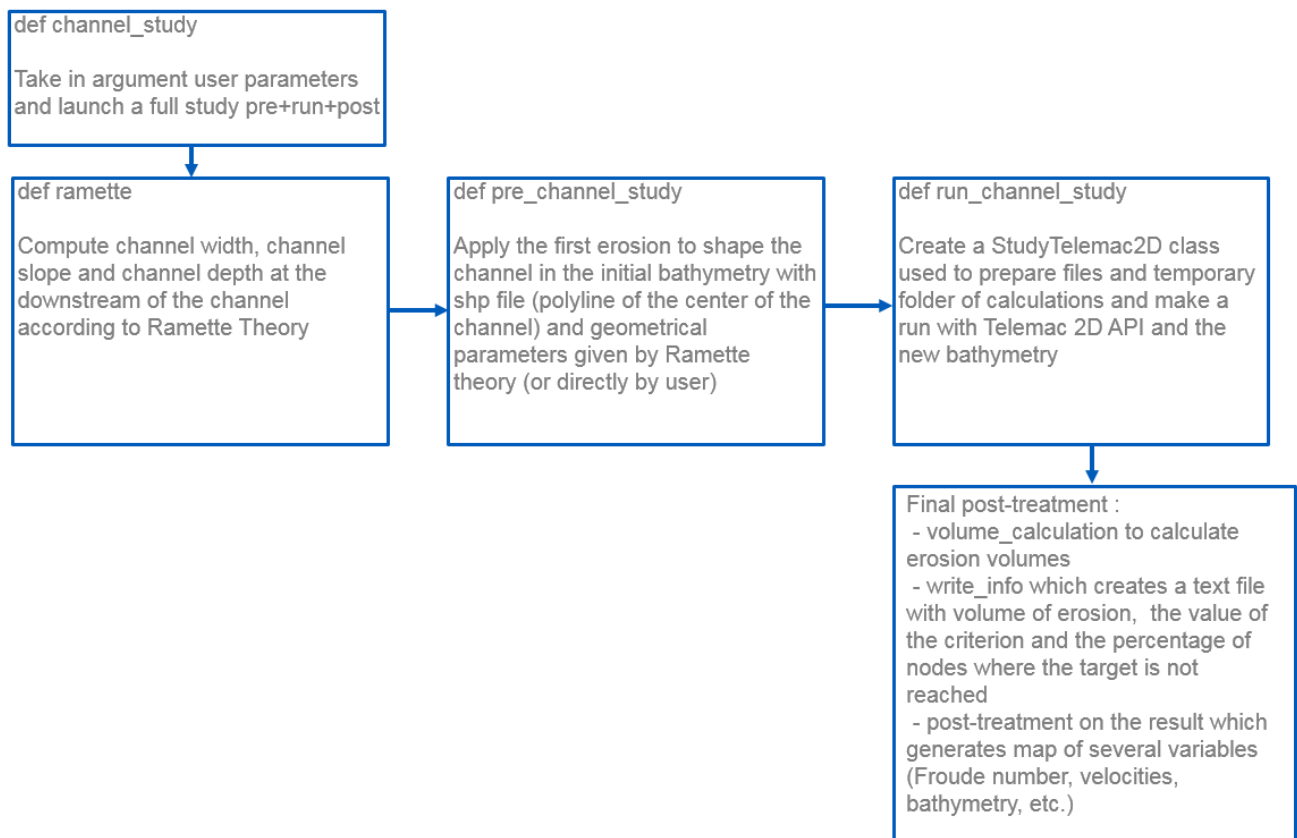 def channel_study
Take in argument user parameters
and launch a full study pre+run+post
def ramette
Compute channel width, channel
slope and channel depth at the
downstream of the channel
according to Ramette Theory
def pre_channel_study
Apply the first erosion to shape the
channel in the initial bathymetry with
shp file (polyline of the center of the
channel) and geometrical
parameters given by Ramette
theory (or directly by user)
def run_channel_study
Create a StudyTelemac2D class
used to prepare files and temporary
folder of calculations and make a
run with Telemac 2D API and the
new bathymetry
Final post-treatment :
- volume_calculation to calculate
erosion volumes
- write_info which creates a text file
with volume of erosion,  the value of
the criterion and the percentage of
nodes where the target is not
reached
- post-treatment on the result which
generates map of several variables
(Froude number, velocities,
bathymetry, etc.)